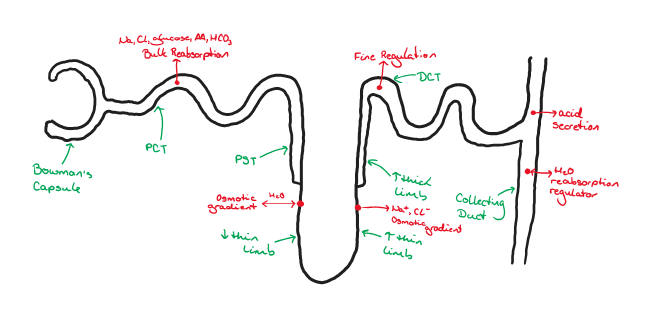 Na, Cl, glucose, AA, HCO₃
Bulk Reabsorption
Fine Regulation
DCT
acid
secretion
PCT
Bowman's
Capsule
PST
↑thick
limb
H₂O
reabsorption
regulator
Osmotic
gradient
H₂O
Na⁺, Cl⁻
Osmotic
gradient
Collecting
Duct
↓thin
limb
↑thin
limb